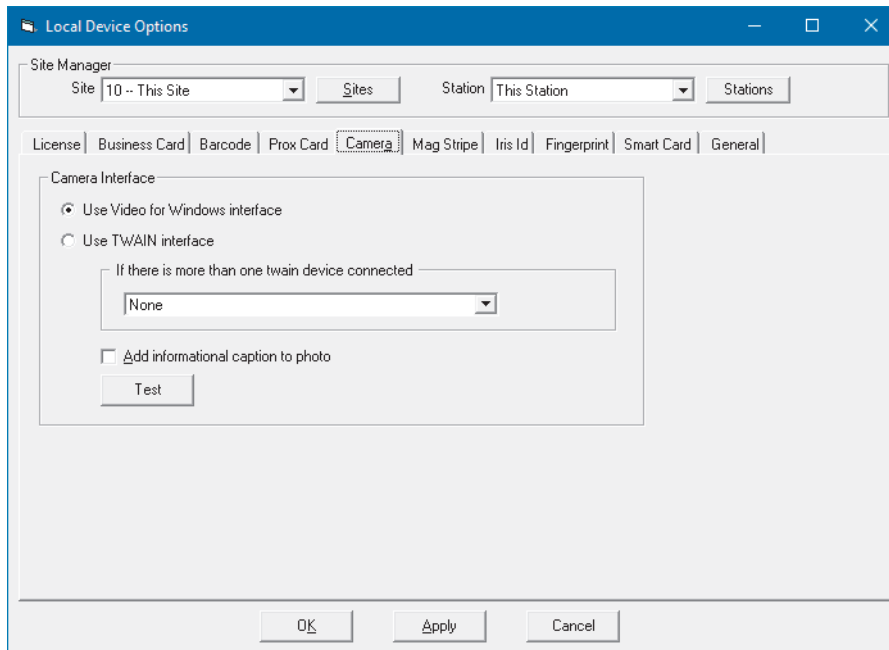 Local Device Options
Site Manager
Site 10 -- This Site Sites Station This Station Stations
License Business Card Barcode Prox Card Camera Mag Stripe Iris Id Fingerprint Smart Card General
Camera Interface
Use Video for Windows interface
Use TWAIN interface
If there is more than one twain device connected
None
Add informational caption to photo
Test
OK Apply Cancel